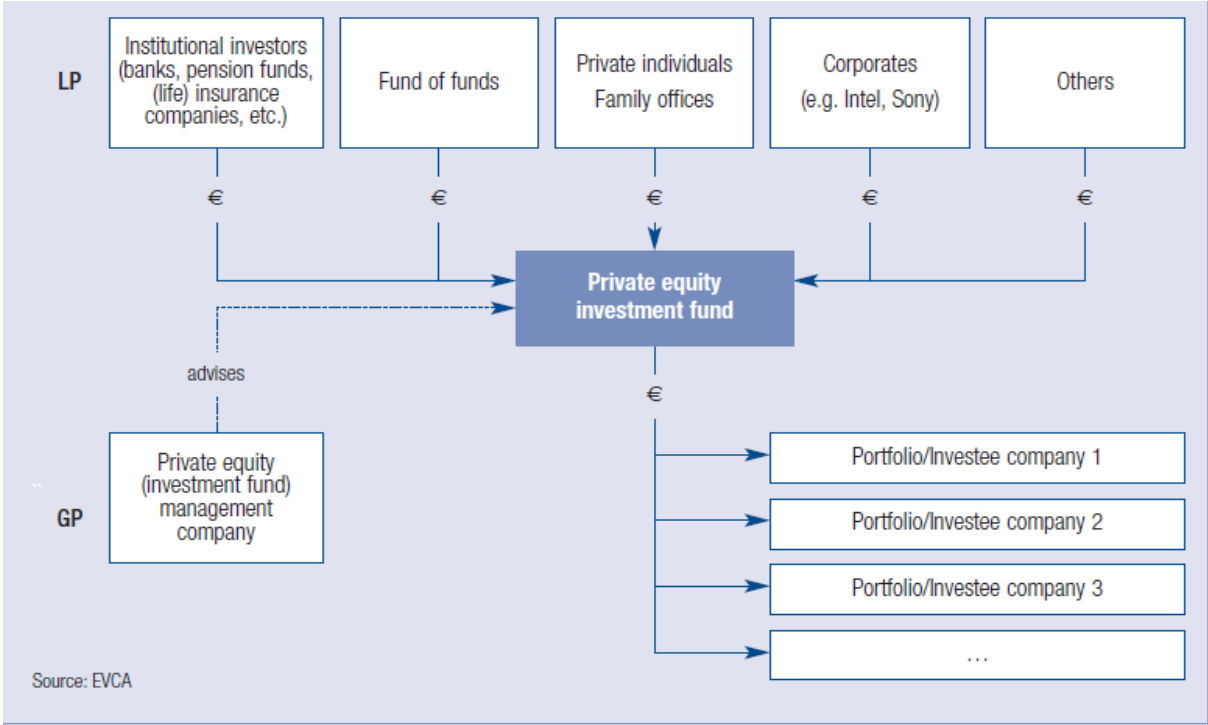 LP
Institutional investors
(banks, pension funds,
(life) insurance
companies, etc.)
Fund of funds
Private individuals
Family offices
Corporates
(e.g. Intel, Sony)
Others
€
€
€
€
€
Private equity
investment fund
advises
€
GP
Private equity
(investment fund)
management
company
Portfolio/Investee company 1
Portfolio/Investee company 2
Portfolio/Investee company 3
...
Source: EVCA